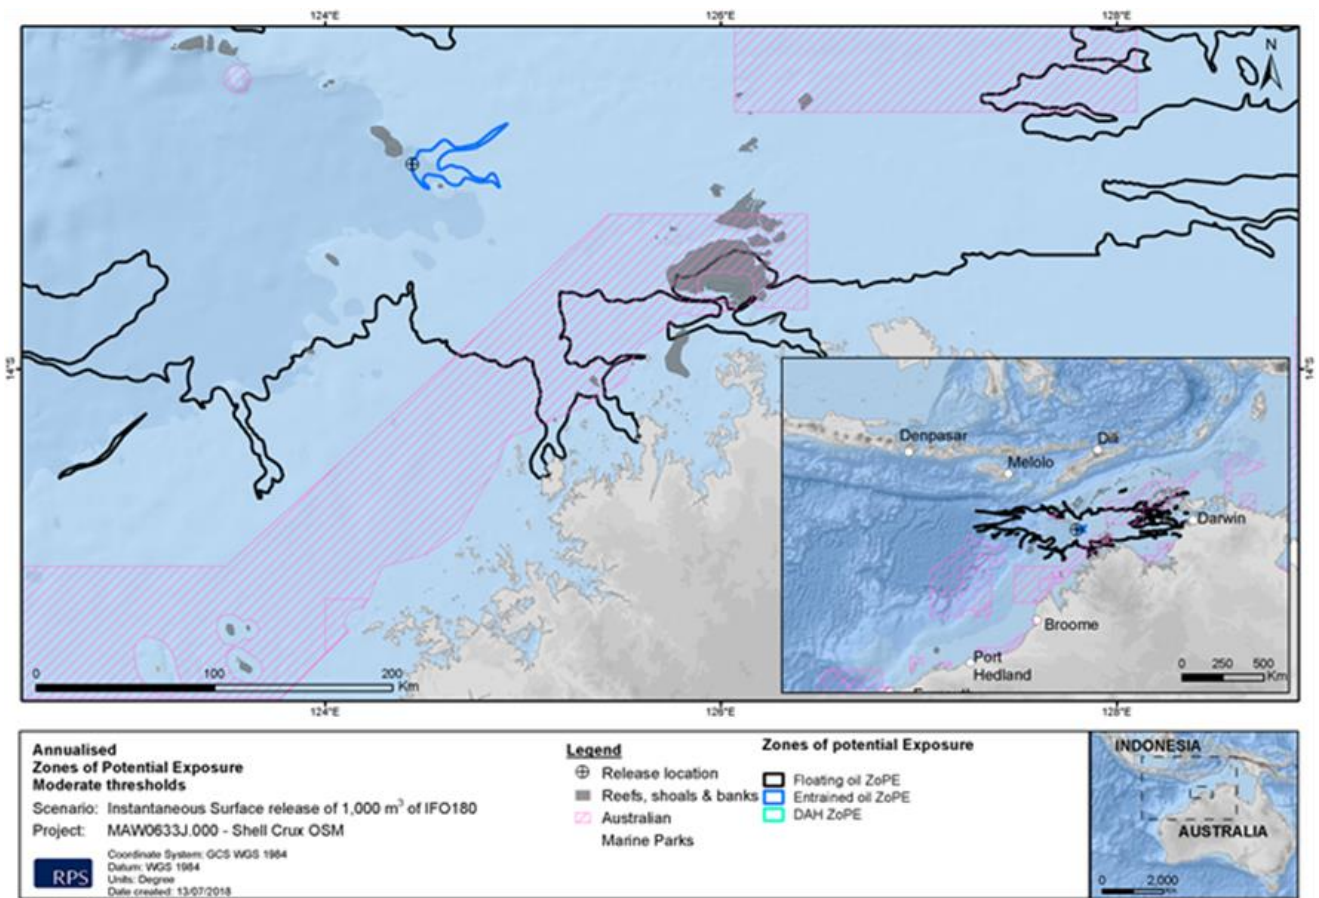 124°E 126°E 128°E
N
14°S 14°S
Denpasar
Dili
Melolo
Darwin
Broome
Port
Hedland
0 250 500
Km
0 100 200
Km
124°E 126°E 128°E
Annualised
Zones of Potential Exposure
Moderate thresholds
Scenario: Instantaneous Surface release of 1,000 m³ of IFO180
Project: MAW0633J.000 - Shell Crux OSM
RPS
Coordinate System: GCS WGS 1984
Datum: WGS 1984
Units: Degree
Date created: 13/07/2018
Legend
Release location
Reefs, shoals & banks
Australian
Marine Parks
Zones of potential Exposure
Floating oil ZoPE
Entrained oil ZoPE
DAH ZoPE
INDONESIA
AUSTRALIA
0 2,000